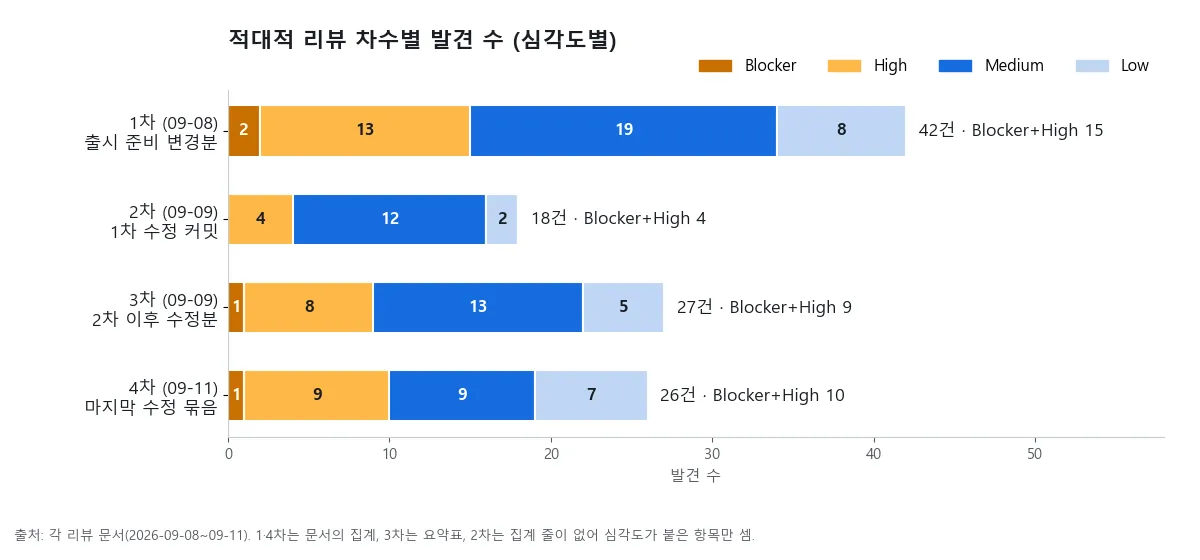 적대적 리뷰 차수별 발견 수 (심각도별)
Blocker High Medium Low
1차 (09-08)
출시 준비 변경분
2 13 19 8 42건 · Blocker+High 15
2차 (09-09)
1차 수정 커밋
4 12 2 18건 · Blocker+High 4
3차 (09-09)
2차 이후 수정분
1 8 13 5 27건 · Blocker+High 9
4차 (09-11)
마지막 수정 묶음
1 9 9 7 26건 · Blocker+High 10
0 10 20 30 40 50
발견 수
출처: 각 리뷰 문서(2026-09-08~09-11). 1·4차는 문서의 집계, 3차는 요약표, 2차는 집계 줄이 없어 심각도가 붙은 항목만 셈.